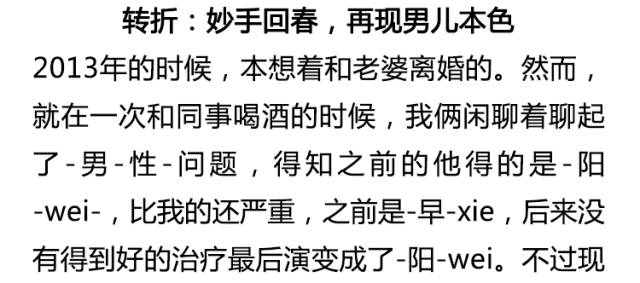 转折：妙手回春，再现男儿本色
2013年的时候，本想着和老婆离婚的。然而，
就在一次和同事喝酒的时候，我俩闲聊着聊起
了-男-性-问题，得知之前的他得的是-阳
-wei-，比我的还严重，之前是-早-xie，后来没
有得到好的治疗最后演变成了-阳-wei。不过现